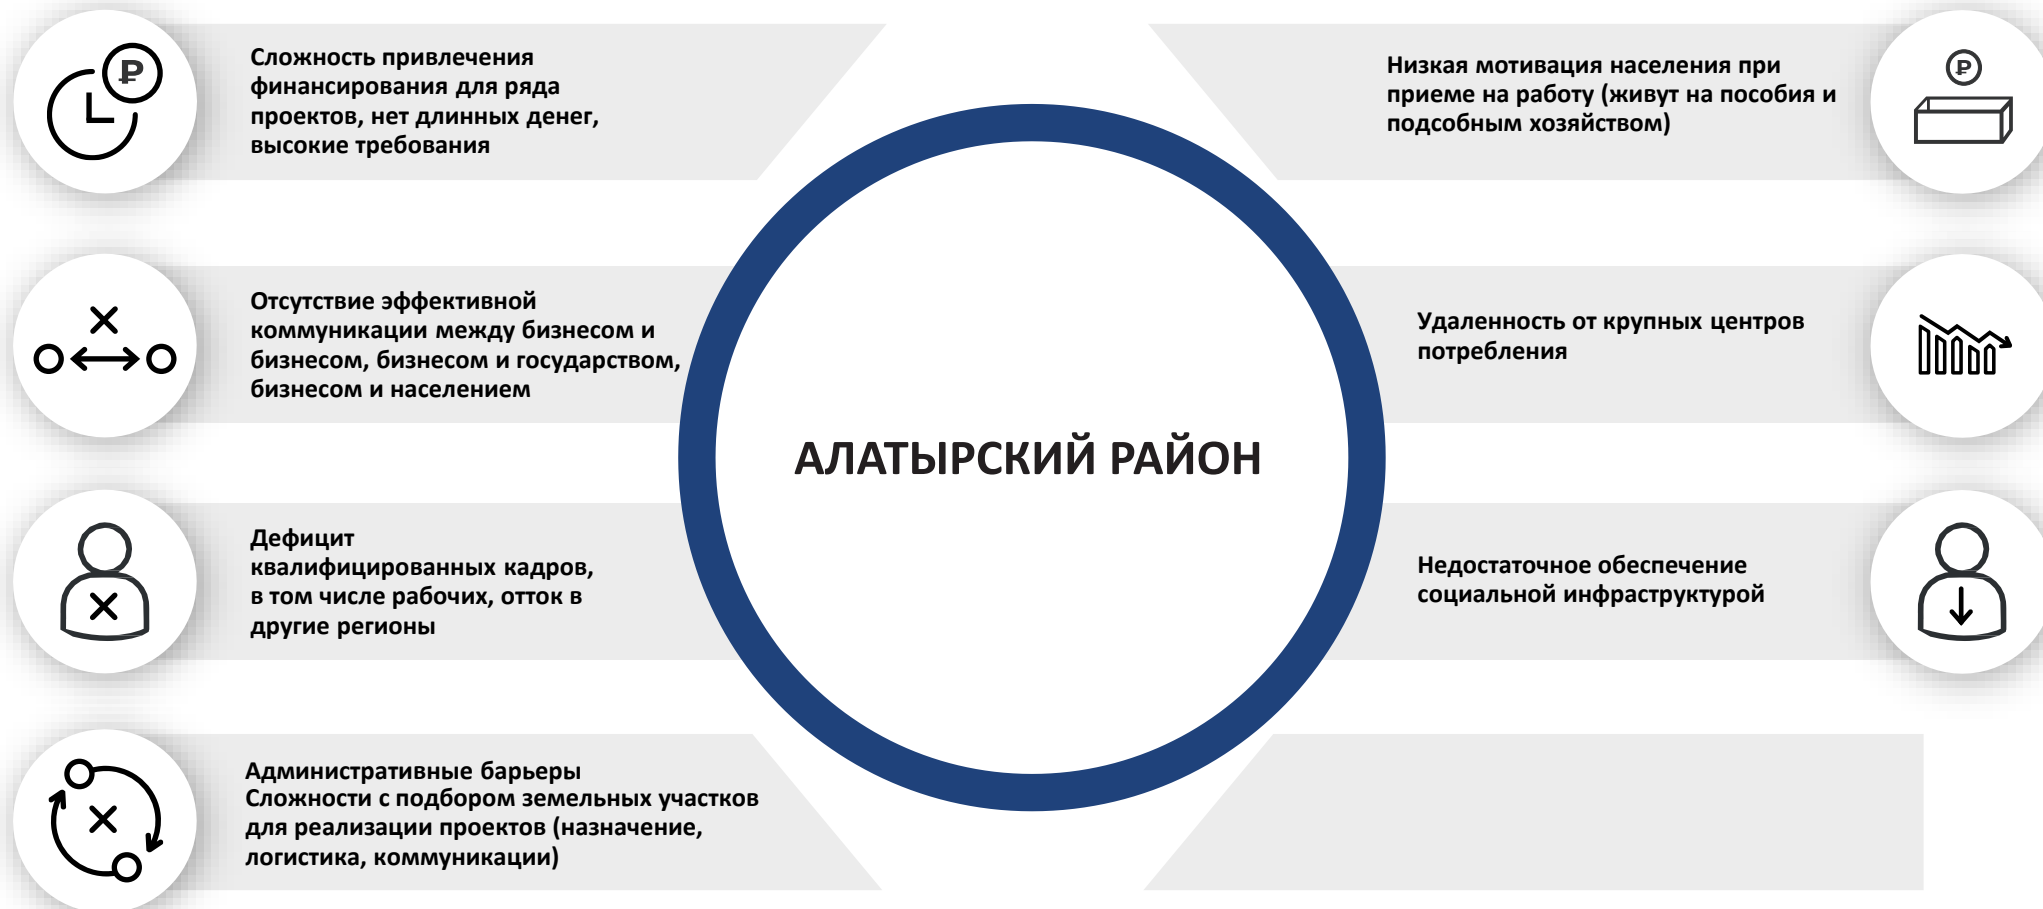 Сложность привлечения
финансирования для ряда
проектов, нет длинных денег,
высокие требования
Отсутствие эффективной
коммуникации между бизнесом и
бизнесом, бизнесом и государством,
бизнесом и населением
Дефицит
квалифицированных кадров,
в том числе рабочих, отток в
другие регионы
Административные барьеры
Сложности с подбором земельных участков
для реализации проектов (назначение,
логистика, коммуникации)
АЛАТЫРСКИЙ РАЙОН
Низкая мотивация населения при
приеме на работу (живут на пособия и
подсобным хозяйством)
Удаленность от крупных центров
потребления
Недостаточное обеспечение
социальной инфраструктурой